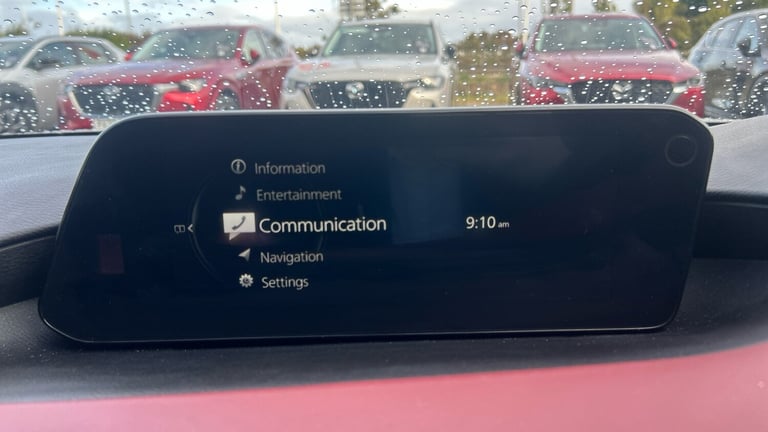 Information
Entertainment
Communication
9:10 am
Navigation
Settings